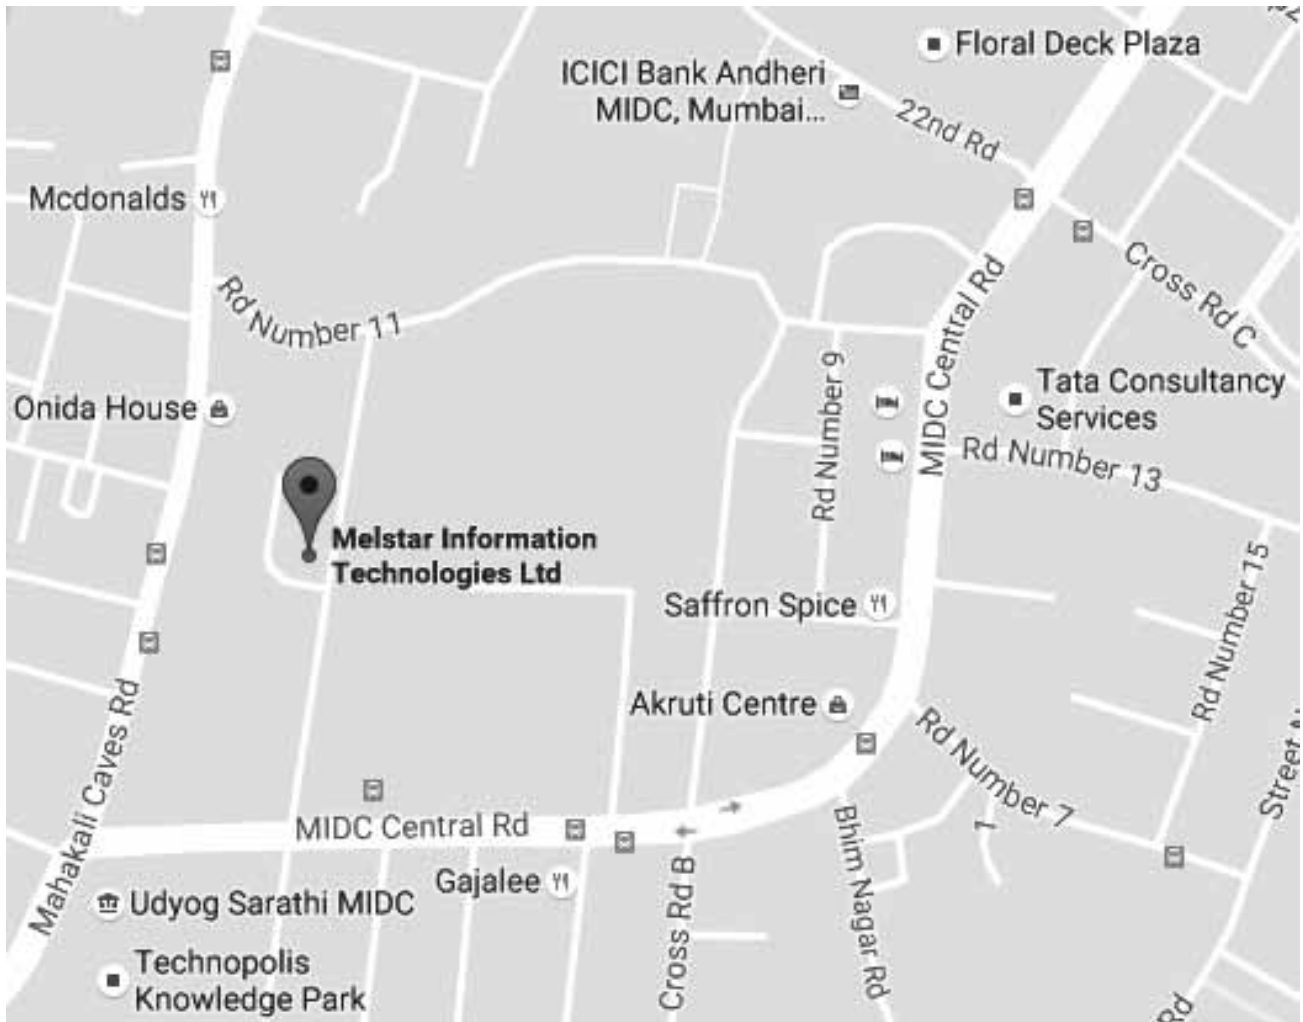 Floral Deck Plaza
ICICI Bank Andheri
MIDC, Mumbai...
22nd Rd
Mcdonalds
Cross Rd C
Rd Number 11
MIDC Central Rd
Rd Number 9
Onida House
Tata Consultancy
Services
Rd Number 13
Melstar Information
Technologies Ltd
Saffron Spice
Rd Number 15
Akruti Centre
Rd Number 7
Mahakali Caves Rd
Street
MIDC Central Rd
1
Bhim Nagar Rd
Gajalee
Cross Rd B
Udyog Sarathi MIDC
Technopolis
Knowledge Park
Rd